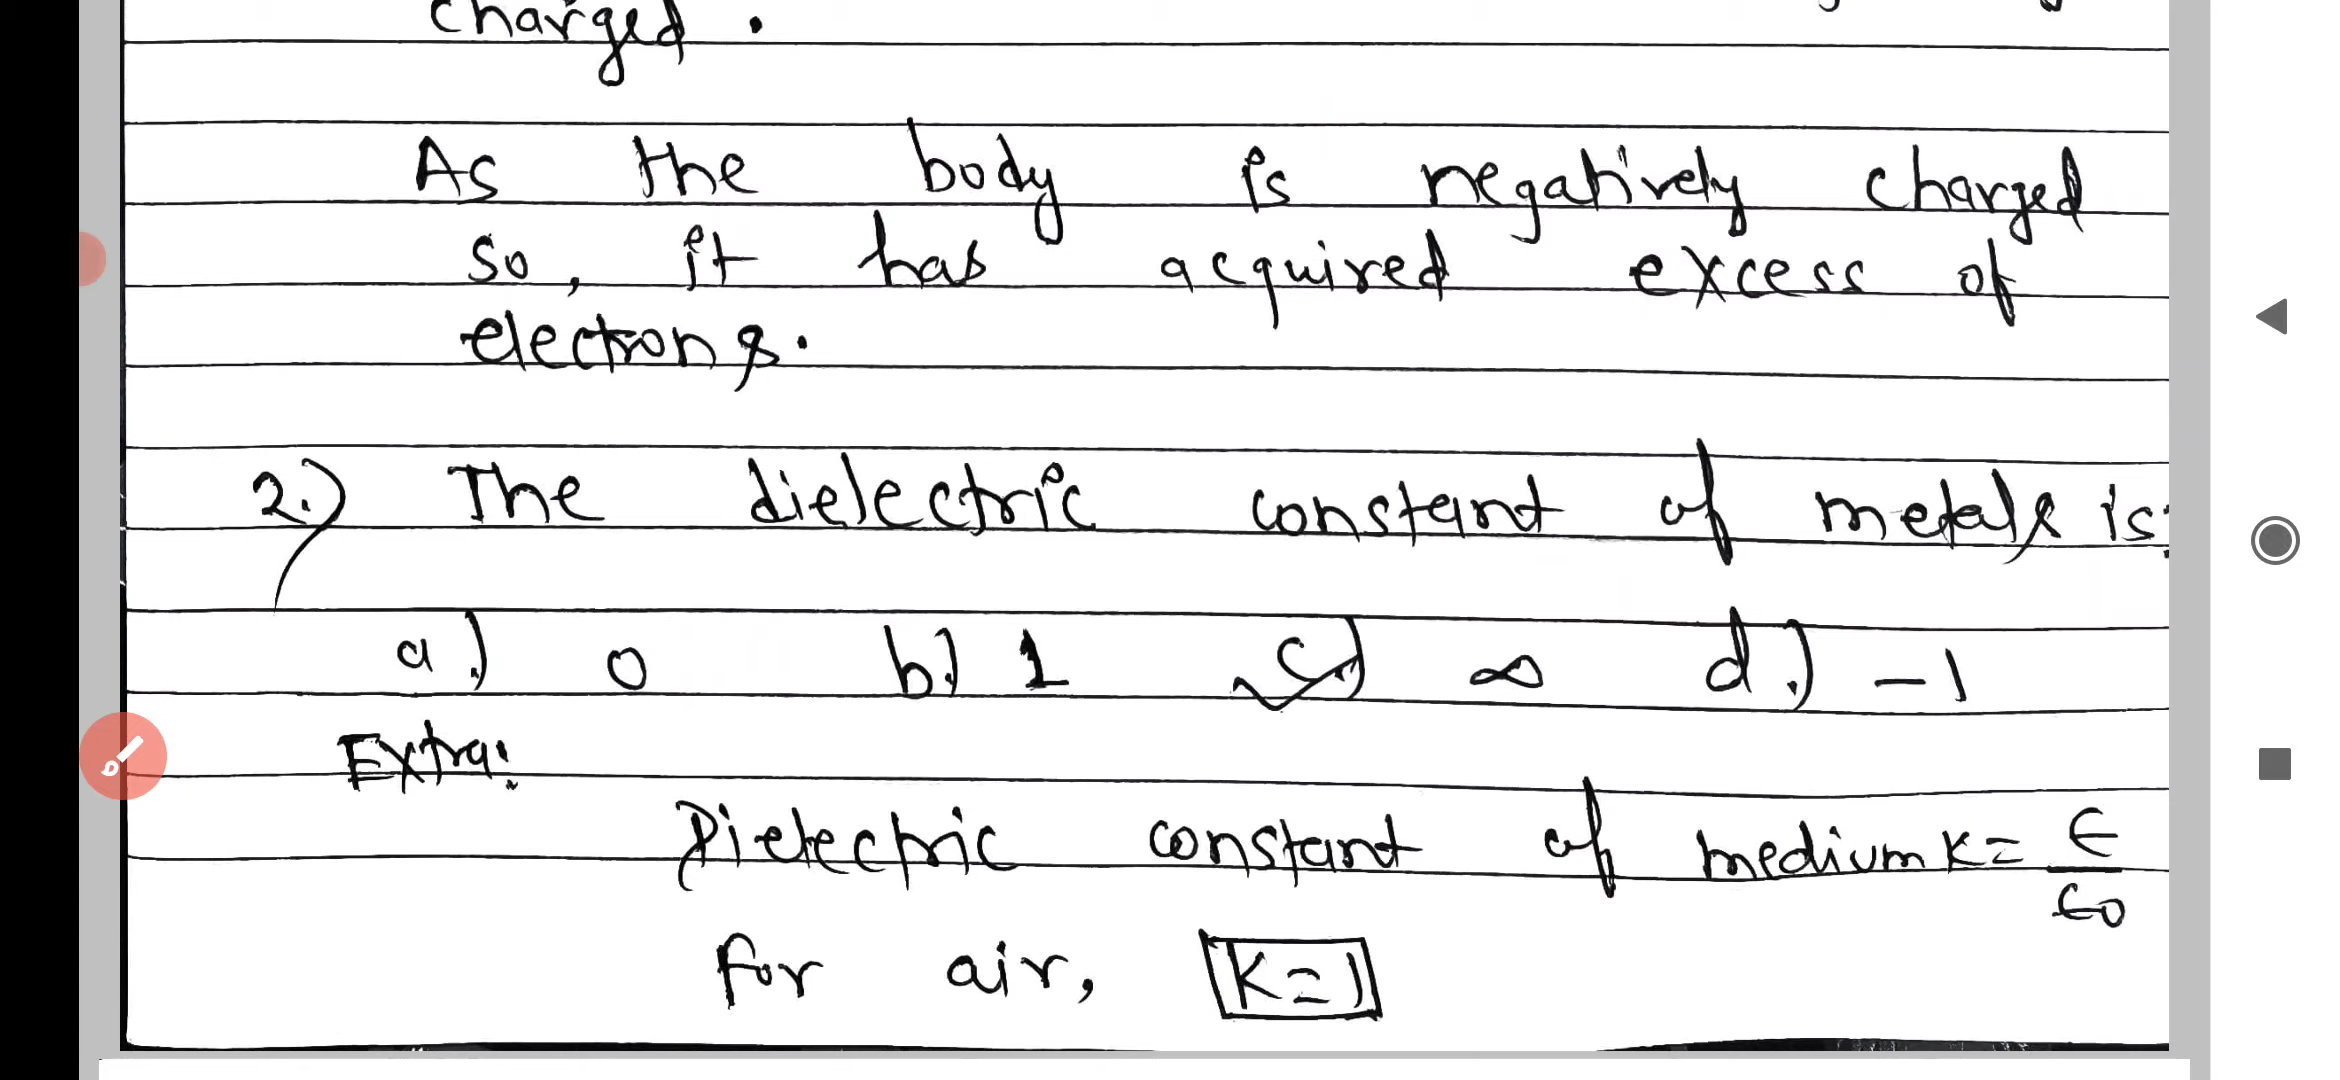 charged.
As the body is negatively charged
so, it has acquired excess of
electrons.
2.) The dielectric constant of metals is:
a.) 0 b.) 1 c.) ∞ d.) -1
Extra:
Dielectric constant of medium K = ε/ε0
for air, K=1